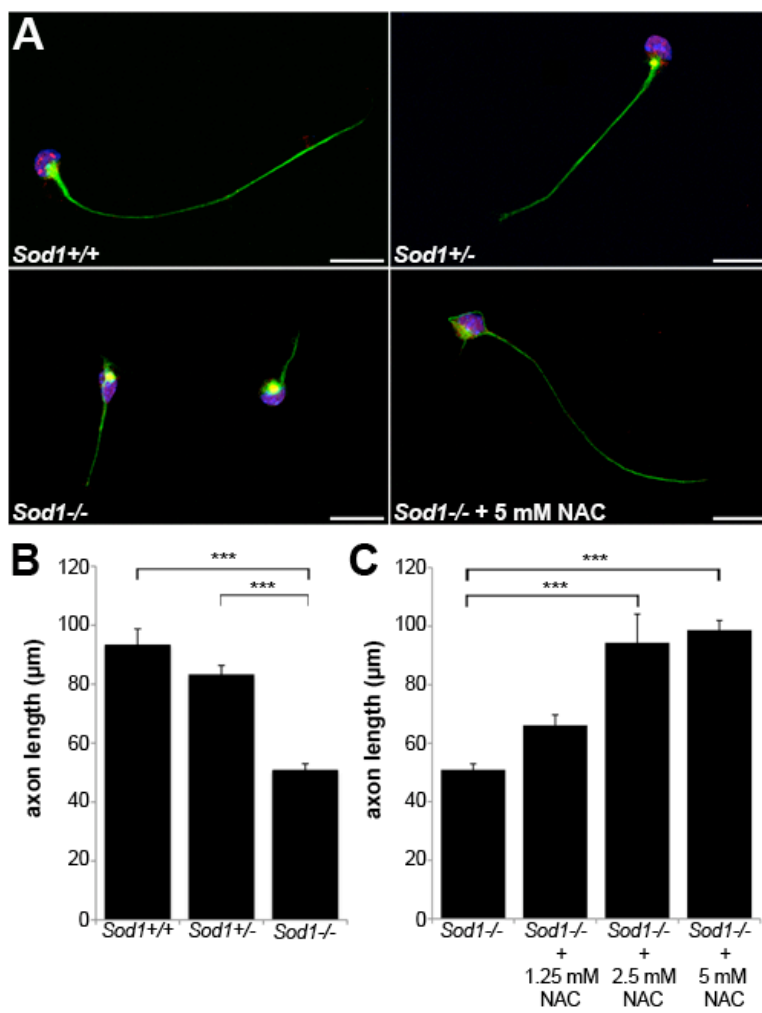 A
Sod1+/+
Sod1+/-
Sod1-/-
Sod1-/- + 5 mM NAC
B
***
***
120
100
80
60
40
20
0
axon length (µm)
Sod1+/+ Sod1+/- Sod1-/-
C
***
***
120
100
80
60
40
20
0
axon length (µm)
Sod1-/- Sod1-/- Sod1-/- Sod1-/-
+ + +
1.25 mM 2.5 mM 5 mM
NAC NAC NAC